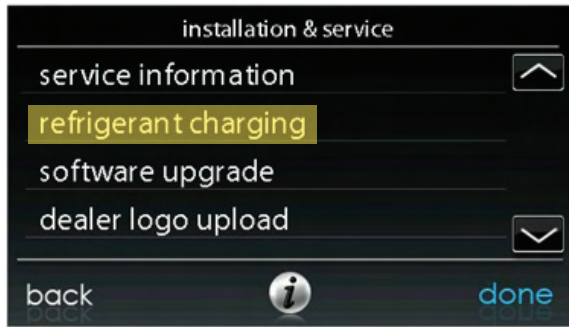 installation & service
service information
refrigerant charging
software upgrade
dealer logo upload
back i done